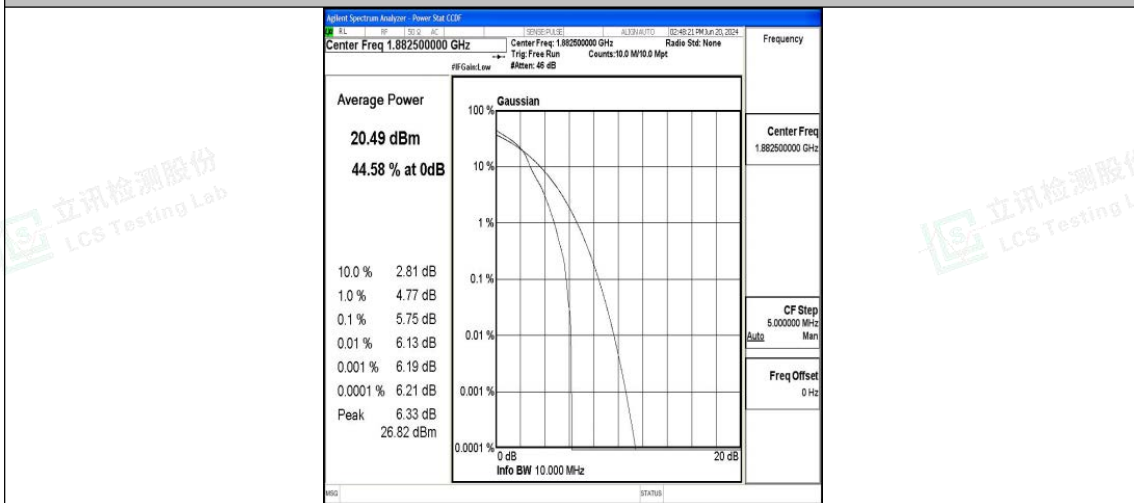 Agilent Spectrum Analyzer - Power Stat CCDF
RL RF 50 Ω AC SENSE:PULSE ALIGNAUTO 02:48:21 PM Jun 20, 2024
Center Freq 1.882500000 GHz
Center Freq: 1.882500000 GHz Radio Std: None
Trig: Free Run Counts:10.0 M/10.0 Mpt
#IFGain:Low #Atten: 46 dB
Frequency
Average Power
20.49 dBm
44.58 % at 0dB
10.0 % 2.81 dB
1.0 % 4.77 dB
0.1 % 5.75 dB
0.01 % 6.13 dB
0.001 % 6.19 dB
0.0001 % 6.21 dB
Peak 6.33 dB
26.82 dBm
Gaussian
100 %
10 %
1 %
0.1 %
0.01 %
0.001 %
0.0001 %
0 dB 20 dB
Info BW 10.000 MHz
Center Freq
1.882500000 GHz
CF Step
5.000000 MHz
Auto Man
Freq Offset
0 Hz
MSG STATUS
立讯检测股份
LCS Testing Lab
立讯检测股份
LCS Testing L